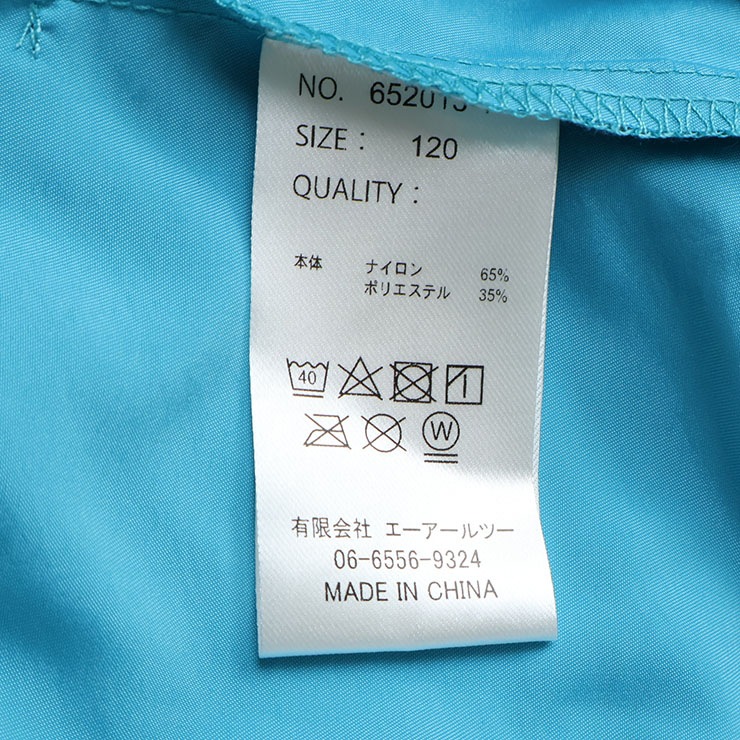 NO.
SIZE： 120
QUALITY：
本体 ナイロン 65%
ポリエステル 35%
40
W
有限会社 エーアールツー
06-6556-9324
MADE IN CHINA